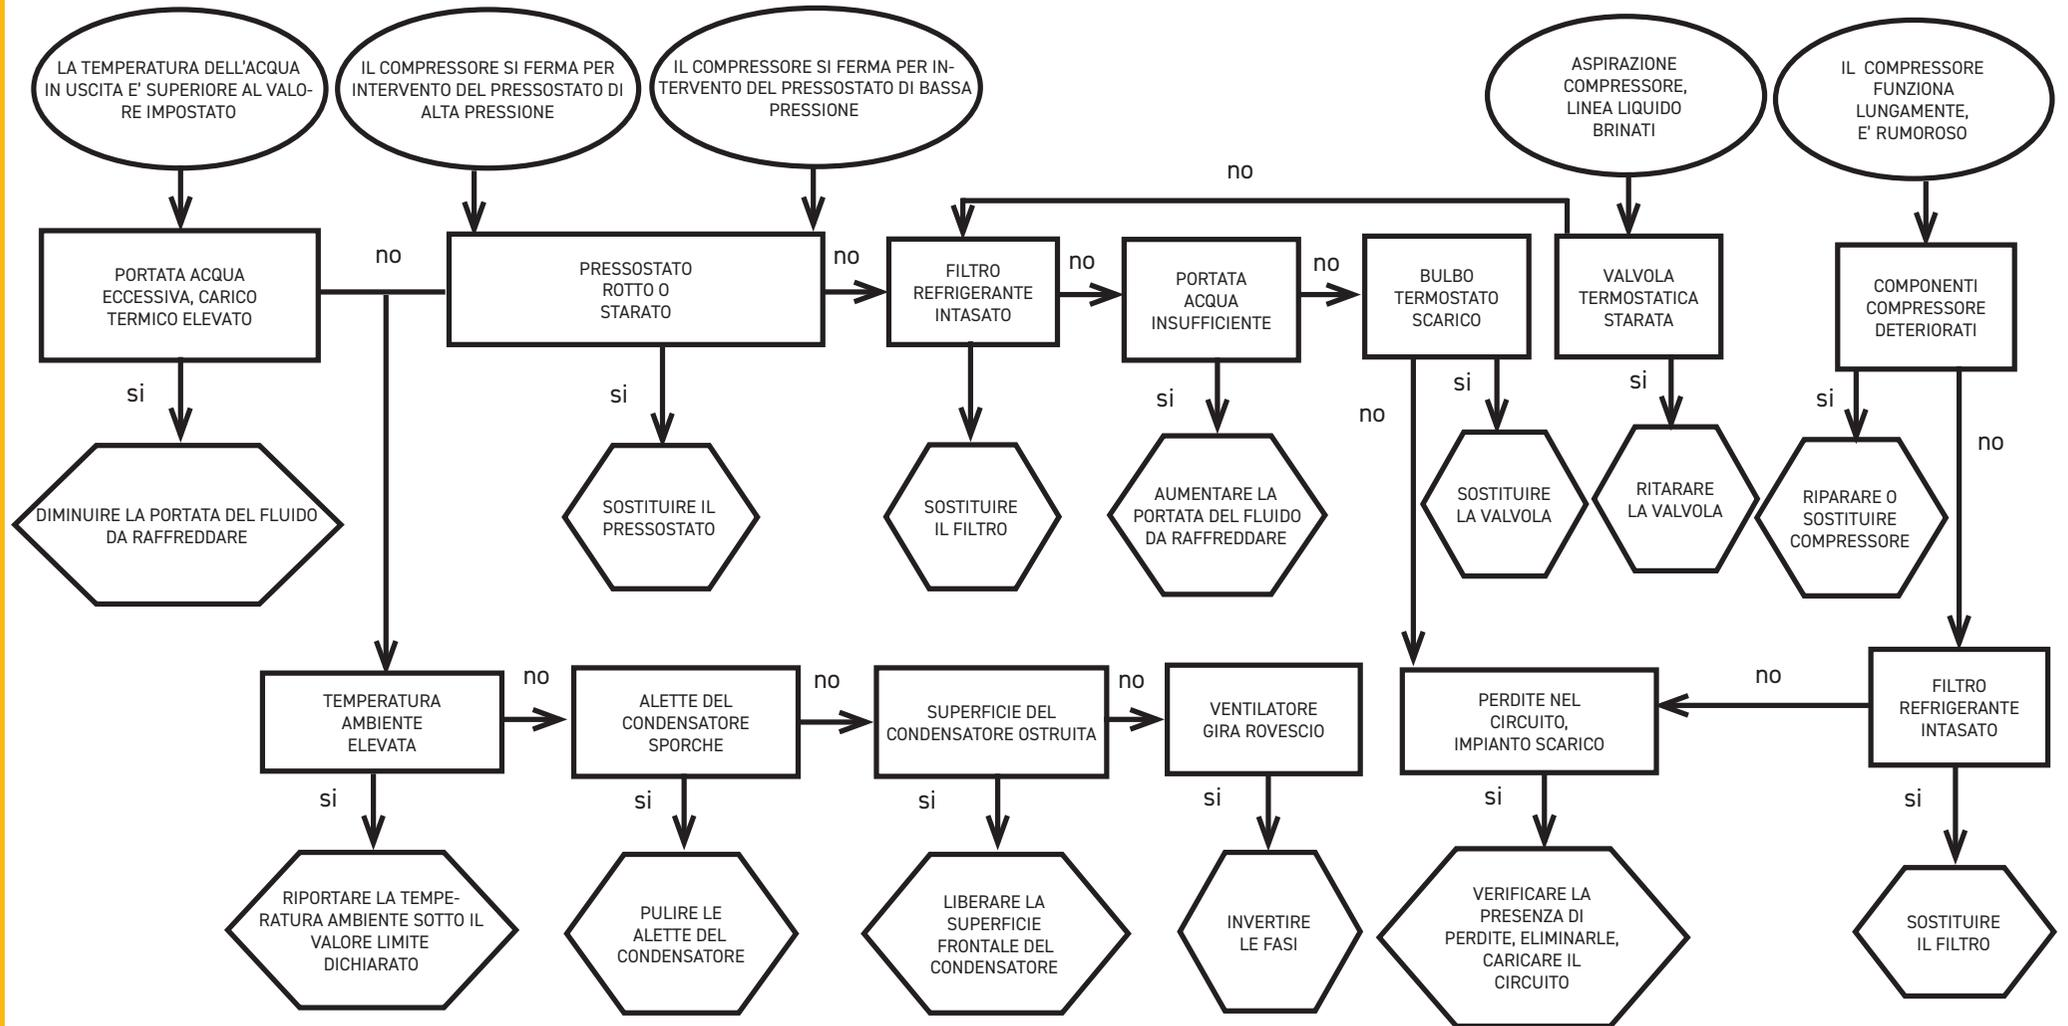 LA TEMPERATURA DELL'ACQUA
IN USCITA E' SUPERIORE AL VALO-
RE IMPOSTATO
IL COMPRESSORE SI FERMA PER
INTERVENTO DEL PRESSOSTATO DI
ALTA PRESSIONE
IL COMPRESSORE SI FERMA PER IN-
TERVENTO DEL PRESSOSTATO DI BASSA
PRESSIONE
ASPIRAZIONE
COMPRESSORE,
LINEA LIQUIDO
BRINATI
IL COMPRESSORE
FUNZIONA
LUNGAMENTE,
E' RUMOROSO
no
PORTATA ACQUA
ECCESSIVA, CARICO
TERMICO ELEVATO
no
PRESSOSTATO
ROTTO O
STARATO
no
FILTRO
REFRIGERANTE
INTASATO
no
PORTATA
ACQUA
INSUFFICIENTE
no
BULBO
TERMOSTATO
SCARICO
VALVOLA
TERMOSTATICA
STARATA
COMPONENTI
COMPRESSORE
DETERIORATI
si
si
si
no
si
si
si
no
DIMINUIRE LA PORTATA DEL FLUIDO
DA RAFFREDDARE
SOSTITUIRE IL
PRESSOSTATO
SOSTITUIRE
IL FILTRO
AUMENTARE LA
PORTATA DEL FLUIDO
DA RAFFREDDARE
SOSTITUIRE
LA VALVOLA
RITARARE
LA VALVOLA
RIPARARE O
SOSTITUIRE
COMPRESSORE
TEMPERATURA
AMBIENTE
ELEVATA
no
ALETTE DEL
CONDENSATORE
SPORCHE
no
SUPERFICIE DEL
CONDENSATORE OSTRUITA
no
VENTILATORE
GIRA ROVESCIO
PERDITE NEL
CIRCUITO,
IMPIANTO SCARICO
no
FILTRO
REFRIGERANTE
INTASATO
si
si
si
si
si
si
RIPORTARE LA TEMPE-
RATURA AMBIENTE SOTTO IL
VALORE LIMITE
DICHIARATO
PULIRE LE
ALETTE DEL
CONDENSATORE
LIBERARE LA
SUPERFICIE
FRONTALE DEL
CONDENSATORE
INVERTIRE
LE FASI
VERIFICARE LA
PRESENZA DI
PERDITE, ELIMINARLE,
CARICARE IL
CIRCUITO
SOSTITUIRE
IL FILTRO